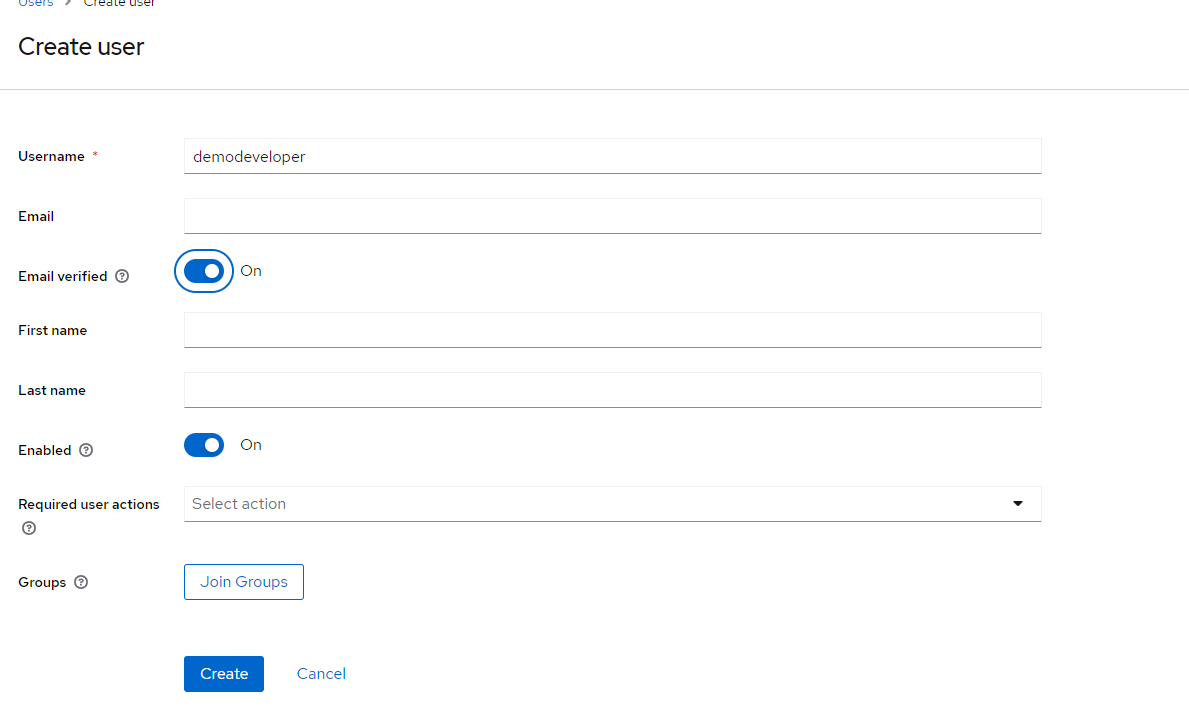 Users > Create user
Create user
Username *
demodeveloper
Email
Email verified
On
First name
Last name
Enabled
On
Required user actions
Select action
Groups
Join Groups
Create
Cancel